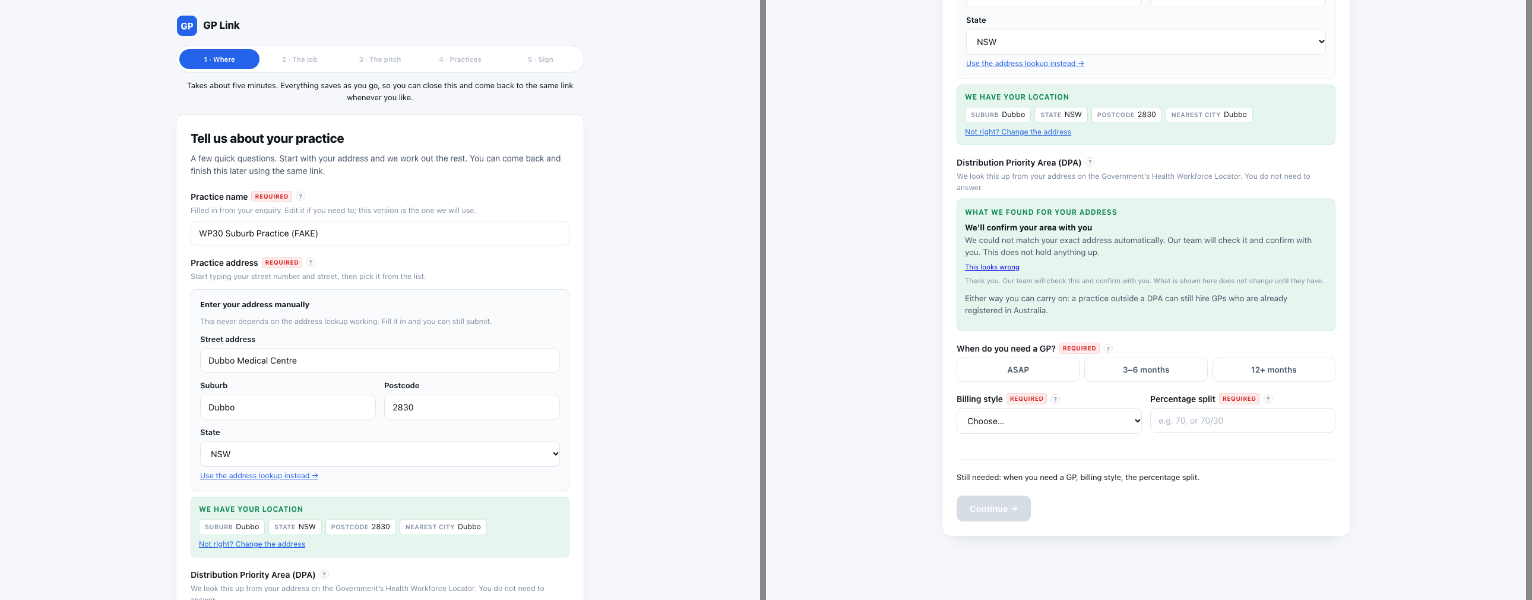 GP GP Link
1 · Where 2 · The job 3 · The pitch 4 · Practices 5 · Sign
Takes about five minutes. Everything saves as you go, so you can close this and come back to the same link
whenever you like.
Tell us about your practice
A few quick questions. Start with your address and we work out the rest. You can come back and
finish this later using the same link.
Practice name REQUIRED ?
Filled in from your enquiry. Edit it if you need to; this version is the one we will use.
WP30 Suburb Practice (FAKE)
Practice address REQUIRED ?
Start typing your street number and street, then pick it from the list.
Enter your address manually
This never depends on the address lookup working. Fill it in and you can still submit.
Street address
Dubbo Medical Centre
Suburb Postcode
Dubbo 2830
State
NSW
Use the address lookup instead →
WE HAVE YOUR LOCATION
SUBURB Dubbo STATE NSW POSTCODE 2830 NEAREST CITY Dubbo
Not right? Change the address
Distribution Priority Area (DPA) ?
We look this up from your address on the Government's Health Workforce Locator. You do not need to
answer.
State
NSW
Use the address lookup instead →
WE HAVE YOUR LOCATION
SUBURB Dubbo STATE NSW POSTCODE 2830 NEAREST CITY Dubbo
Not right? Change the address
Distribution Priority Area (DPA) ?
We look this up from your address on the Government's Health Workforce Locator. You do not need to
answer.
WHAT WE FOUND FOR YOUR ADDRESS
We'll confirm your area with you
We could not match your exact address automatically. Our team will check it and confirm with
you. This does not hold anything up.
This looks wrong
Thank you. Our team will check this and confirm with you. What is shown here does not change until they have.
Either way you can carry on: a practice outside a DPA can still hire GPs who are already
registered in Australia.
When do you need a GP? REQUIRED ?
ASAP 3–6 months 12+ months
Billing style REQUIRED ? Percentage split REQUIRED ?
Choose... e.g. 70, or 70/30
Still needed: when you need a GP, billing style, the percentage split.
Continue →